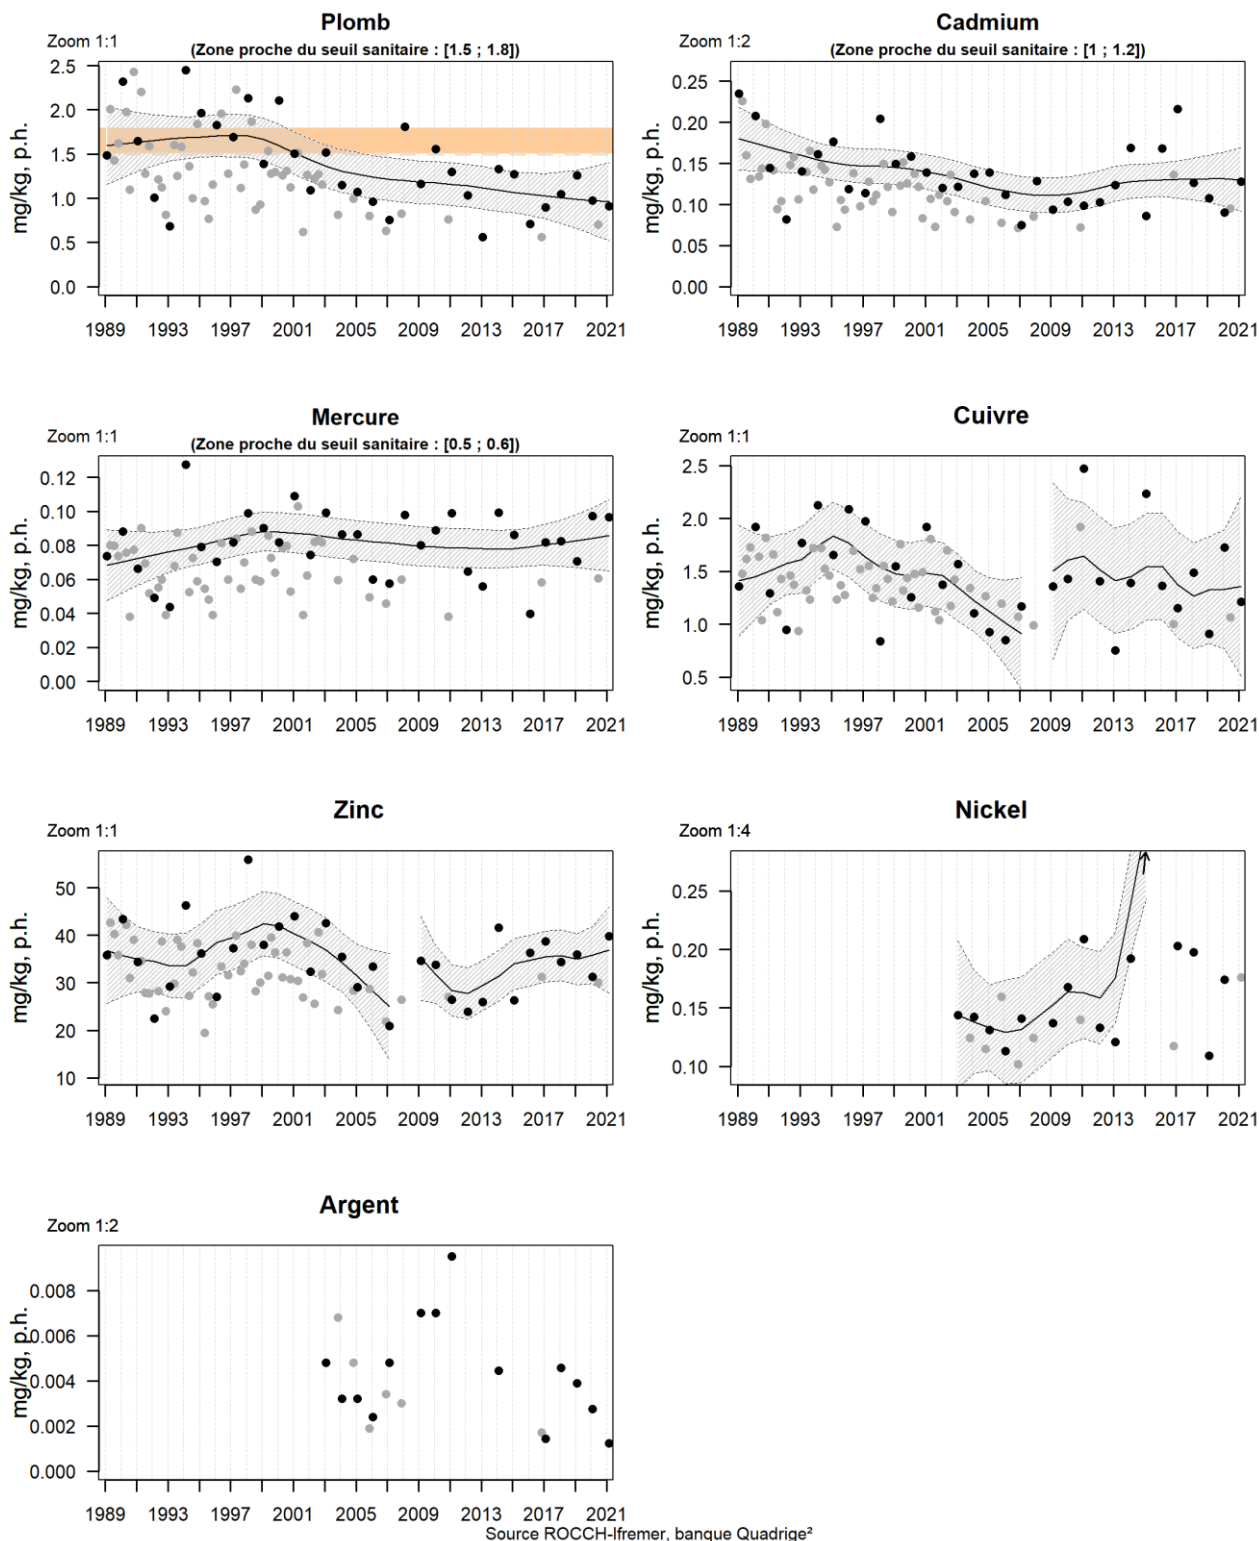 Plomb
Zoom 1:1
(Zone proche du seuil sanitaire : [1.5 ; 1.8])
mg/kg, p.h.
2.5
2.0
1.5
1.0
0.5
0.0
1989 1993 1997 2001 2005 2009 2013 2017 2021
Cadmium
Zoom 1:2
(Zone proche du seuil sanitaire : [1 ; 1.2])
mg/kg, p.h.
0.25
0.20
0.15
0.10
0.05
0.00
1989 1993 1997 2001 2005 2009 2013 2017 2021
Mercure
Zoom 1:1
(Zone proche du seuil sanitaire : [0.5 ; 0.6])
mg/kg, p.h.
0.12
0.10
0.08
0.06
0.04
0.02
0.00
1989 1993 1997 2001 2005 2009 2013 2017 2021
Cuivre
Zoom 1:1
mg/kg, p.h.
2.5
2.0
1.5
1.0
0.5
1989 1993 1997 2001 2005 2009 2013 2017 2021
Zinc
Zoom 1:1
mg/kg, p.h.
50
40
30
20
10
1989 1993 1997 2001 2005 2009 2013 2017 2021
Nickel
Zoom 1:4
mg/kg, p.h.
0.25
0.20
0.15
0.10
1989 1993 1997 2001 2005 2009 2013 2017 2021
Argent
Zoom 1:2
mg/kg, p.h.
0.008
0.006
0.004
0.002
0.000
1989 1993 1997 2001 2005 2009 2013 2017 2021
Source ROCCH-Ifremer, banque Quadrige²